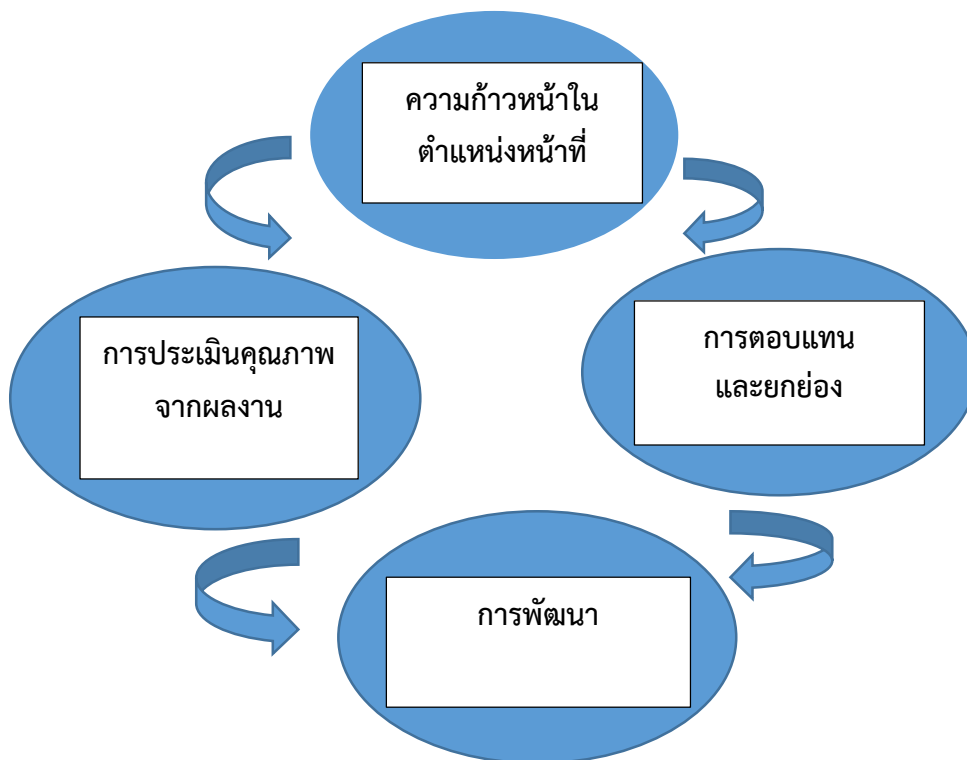 ความก้าวหน้าใน
ตำแหน่งหน้าที่
การประเมินคุณภาพ
จากผลงาน
การตอบแทน
และยกย่อง
การพัฒนา